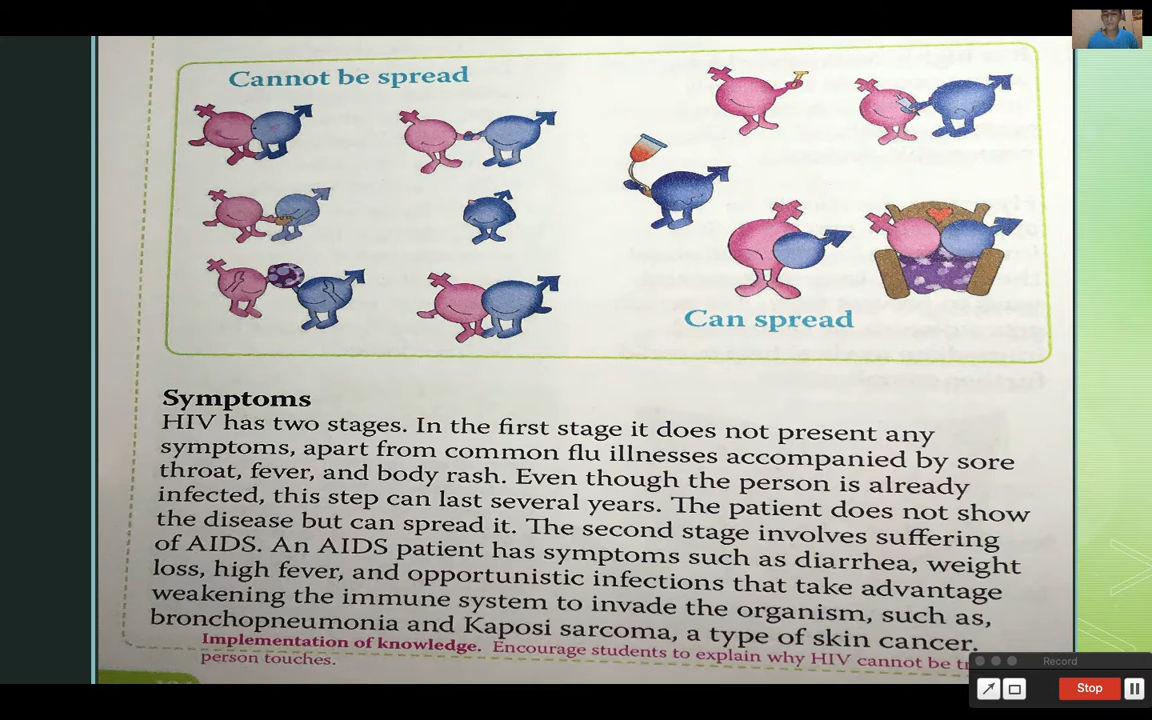 Cannot be spread
Can spread
Symptoms
HIV has two stages. In the first stage it does not present any
symptoms, apart from common flu illnesses accompanied by sore
throat, fever, and body rash. Even though the person is already
infected, this step can last several years. The patient does not show
the disease but can spread it. The second stage involves suffering
of AIDS. An AIDS patient has symptoms such as diarrhea, weight
loss, high fever, and opportunistic infections that take advantage
weakening the immune system to invade the organism, such as,
bronchopneumonia and Kaposi sarcoma, a type of skin cancer.
Implementation of knowledge. Encourage students to explain why HIV cannot be
person touches.
Record
Stop